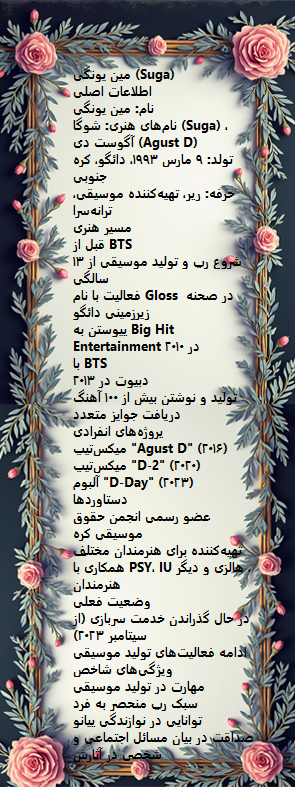 مین یونگی (Suga)
اطلاعات اصلی
نام: مین یونگی
نام‌های هنری: شوگا (Suga) ،
آگوست دی (Agust D)
تولد: ۹ مارس ۱۹۹۳، دائگو، کره
جنوبی
حرفه: رپر، تهیه‌کننده موسیقی،
ترانه‌سرا
مسیر هنری
قبل از BTS
شروع رپ و تولید موسیقی از ۱۳
سالگی
فعالیت با نام Gloss در صحنه
زیرزمینی دائگو
پیوستن به Big Hit
Entertainment در ۲۰۱۰
با BTS
دبیوت در ۲۰۱۳
تولید و نوشتن بیش از ۱۰۰ آهنگ
دریافت جوایز متعدد
پروژه‌های انفرادی
میکس‌تیپ "Agust D" (۲۰۱۶)
میکس‌تیپ "D-2" (۲۰۲۰)
آلبوم "D-Day" (۲۰۲۳)
دستاوردها
عضو رسمی انجمن حقوق
موسیقی کره
تهیه‌کننده برای هنرمندان مختلف
همکاری با PSY، IU، هالزی و دیگر
هنرمندان
وضعیت فعلی
در حال گذراندن خدمت سربازی (از
سپتامبر ۲۰۲۳)
ادامه فعالیت‌های تولید موسیقی
ویژگی‌های شاخص
مهارت در تولید موسیقی
سبک رپ منحصر به فرد
توانایی در نوازندگی پیانو
صداقت در بیان مسائل اجتماعی و
شخصی در آثارش